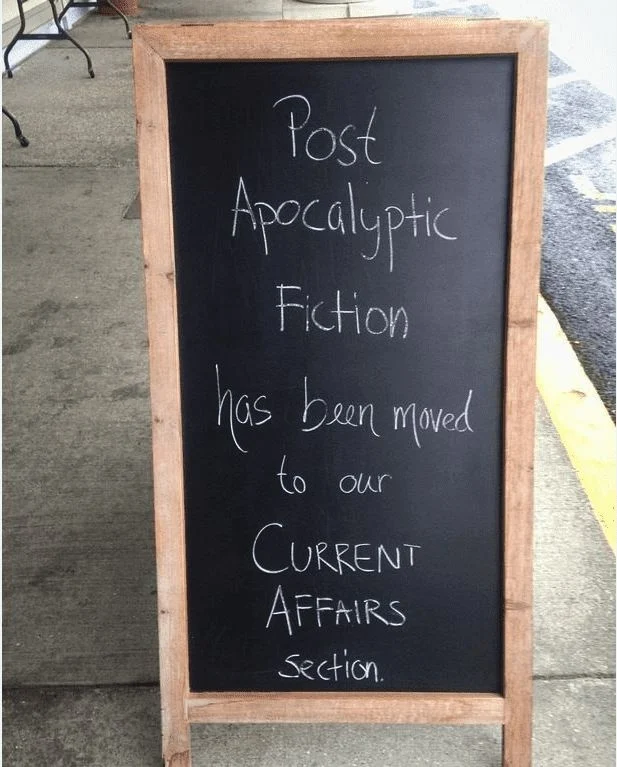 Post
Apocalyptic
Fiction
has been moved
to our
CURRENT
AFFAIRS
section.